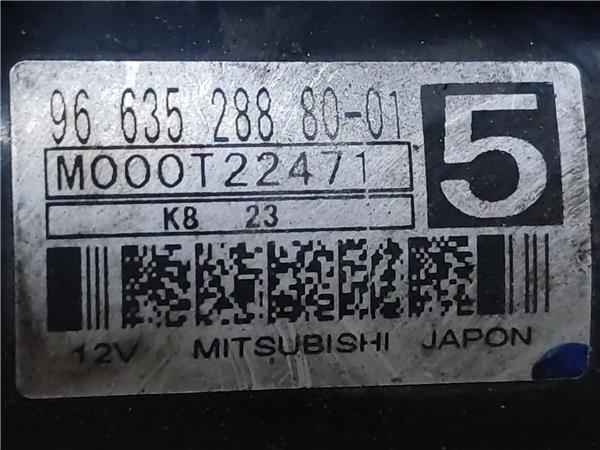 96 635 288 80-01
5
M000T22471
K8 23
12V MITSUBISHI JAPON